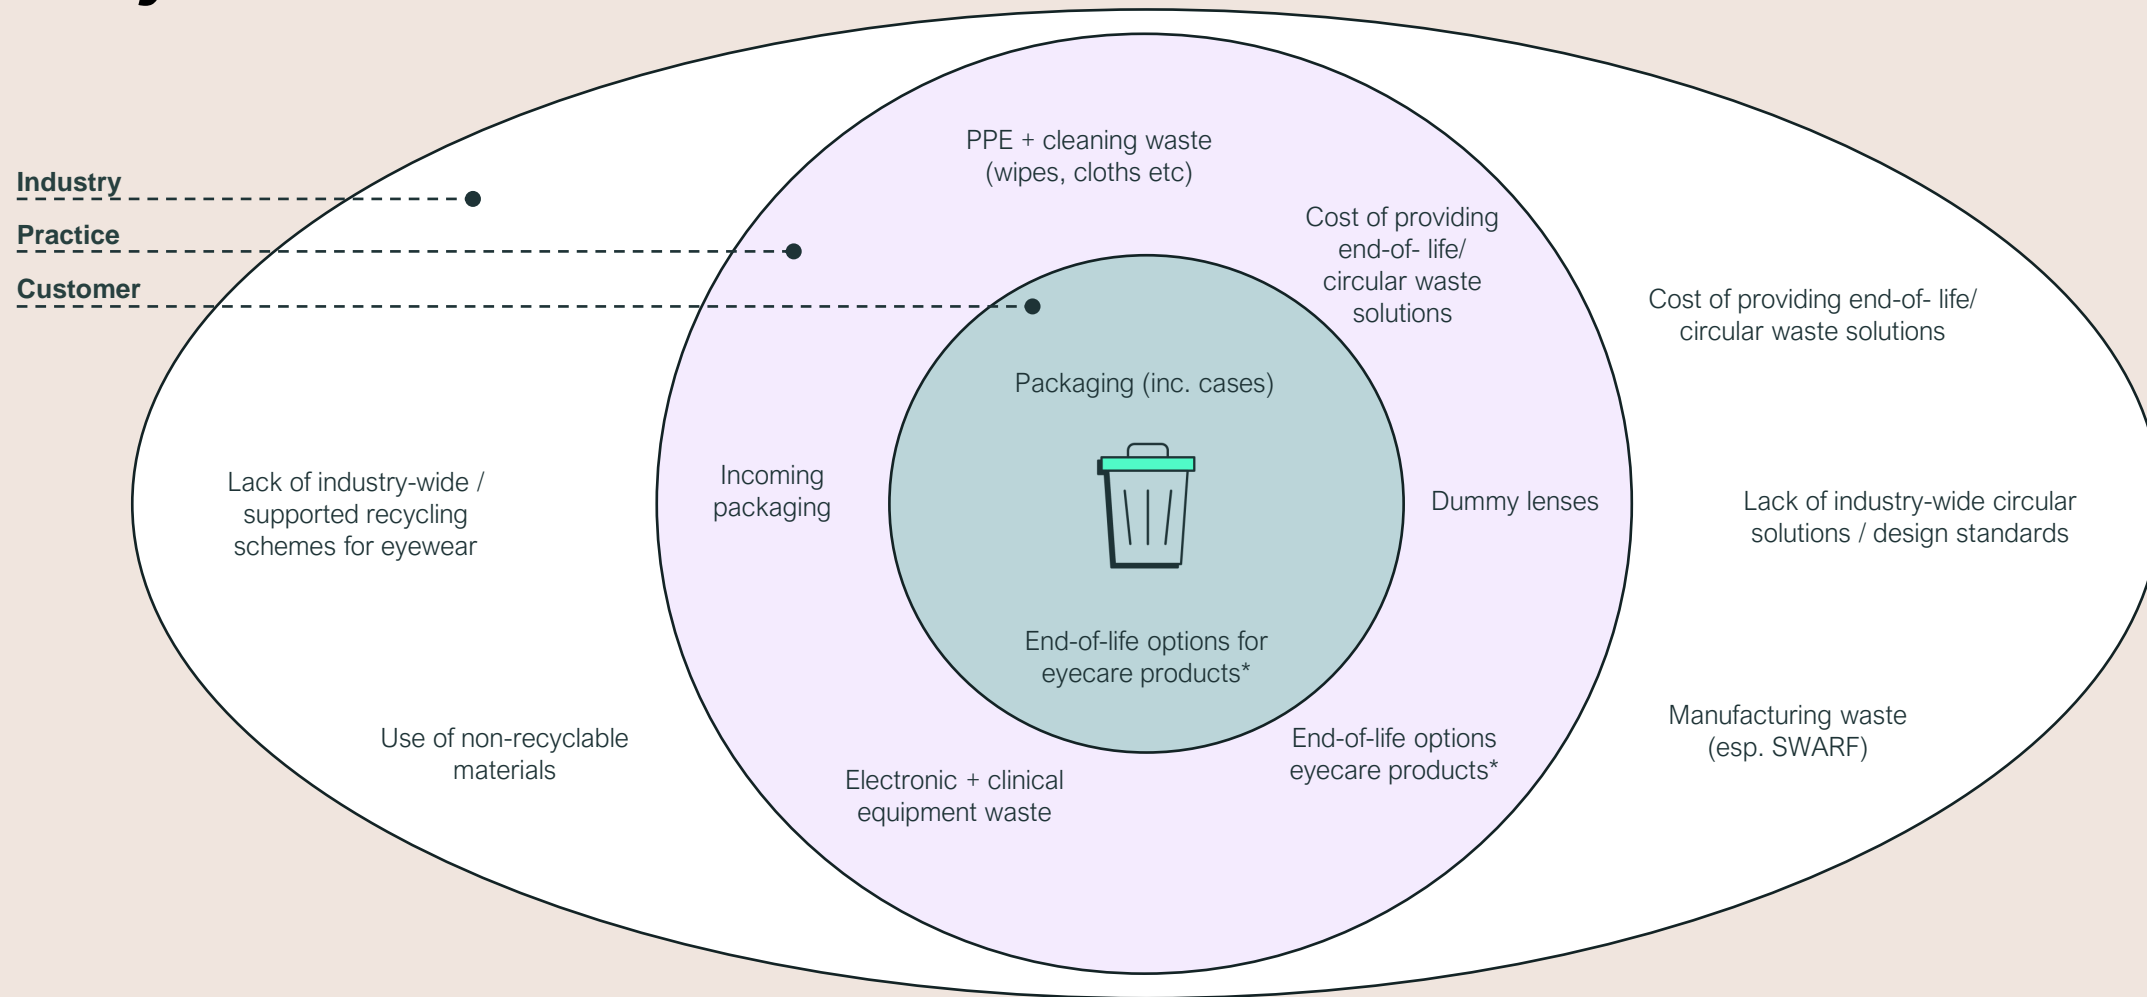 Industry
Practice
Customer
PPE + cleaning waste
(wipes, cloths etc)
Cost of providing
end-of- life/
circular waste
solutions
Cost of providing end-of- life/
circular waste solutions
Packaging (inc. cases)
Lack of industry-wide /
supported recycling
schemes for eyewear
Incoming
packaging
Dummy lenses
Lack of industry-wide circular
solutions / design standards
End-of-life options for
eyecare products*
Use of non-recyclable
materials
Electronic + clinical
equipment waste
End-of-life options
eyecare products*
Manufacturing waste
(esp. SWARF)